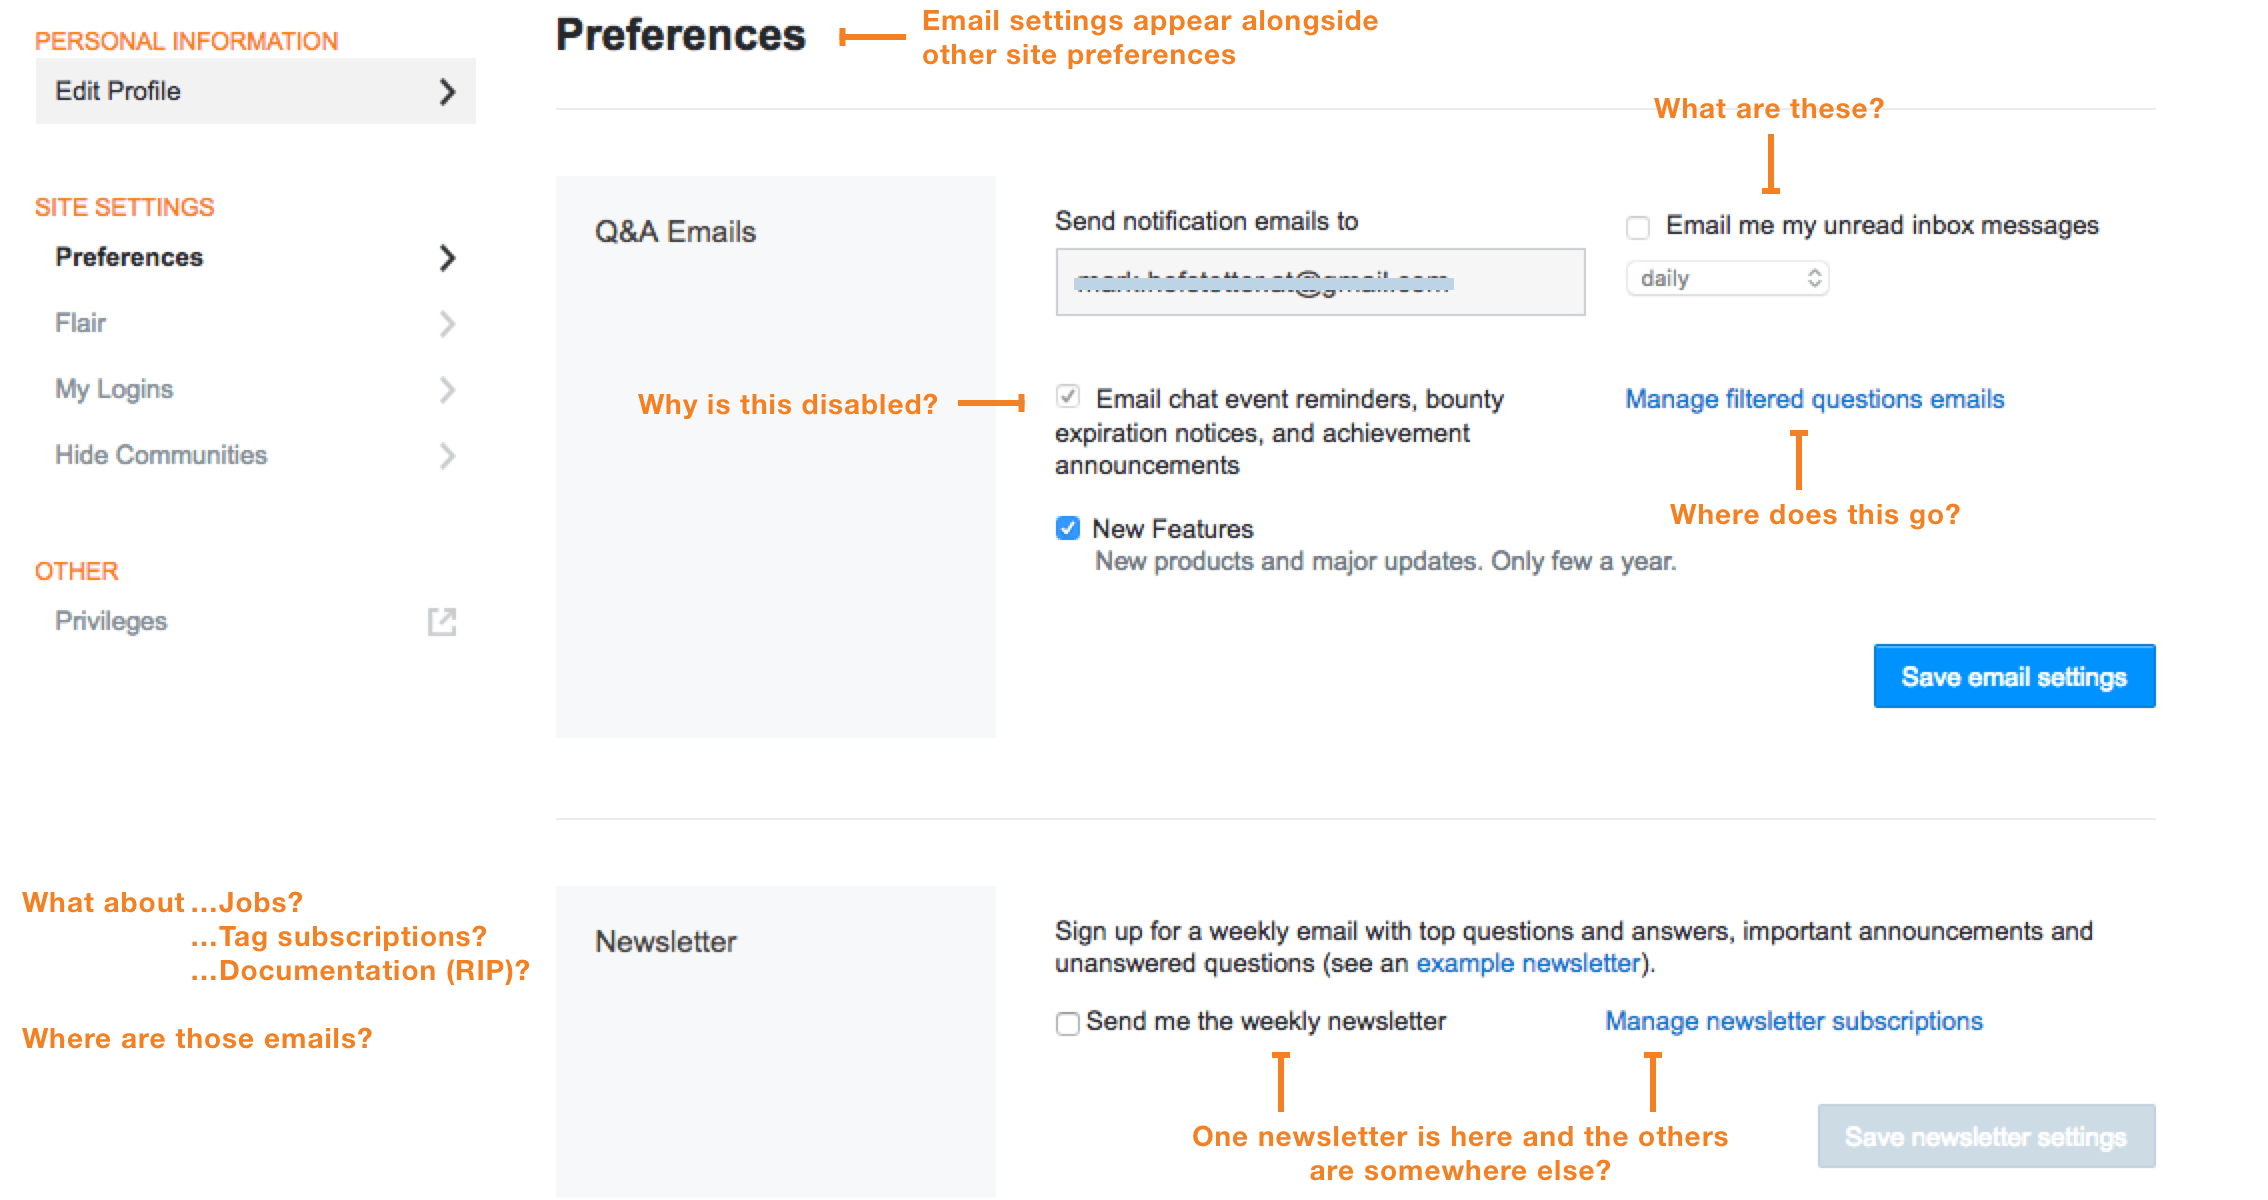 PERSONAL INFORMATION
Edit Profile
SITE SETTINGS
Preferences
Flair
My Logins
Hide Communities
OTHER
Privileges
What about ...Jobs?
...Tag subscriptions?
...Documentation (RIP)?
Where are those emails?
Preferences
Email settings appear alongside
other site preferences
What are these?
Q&A Emails
Send notification emails to
Email me my unread inbox messages
daily
Why is this disabled?
Email chat event reminders, bounty
expiration notices, and achievement
announcements
Manage filtered questions emails
Where does this go?
New Features
New products and major updates. Only few a year.
Save email settings
Newsletter
Sign up for a weekly email with top questions and answers, important announcements and
unanswered questions (see an example newsletter).
Send me the weekly newsletter
Manage newsletter subscriptions
One newsletter is here and the others
are somewhere else?
Save newsletter settings